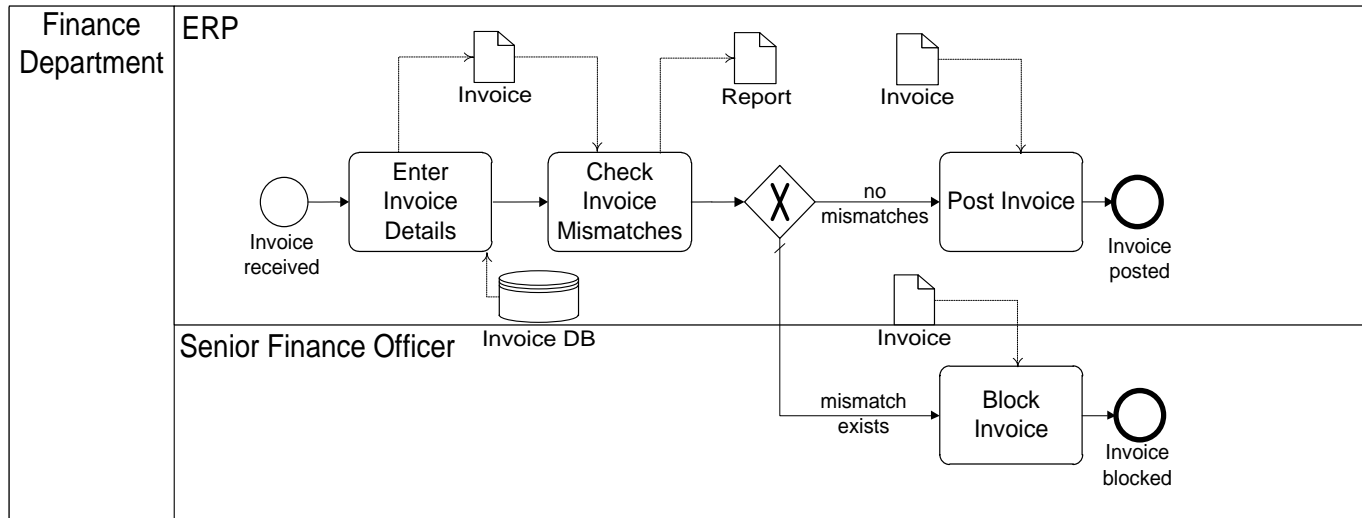 Finance
Department
ERP
Invoice
Report
Invoice
Enter
Invoice
Details
Check
Invoice
Mismatches
X
no
mismatches
Post Invoice
Invoice
received
Invoice
posted
Invoice DB
Invoice
Senior Finance Officer
mismatch
exists
Block
Invoice
Invoice
blocked